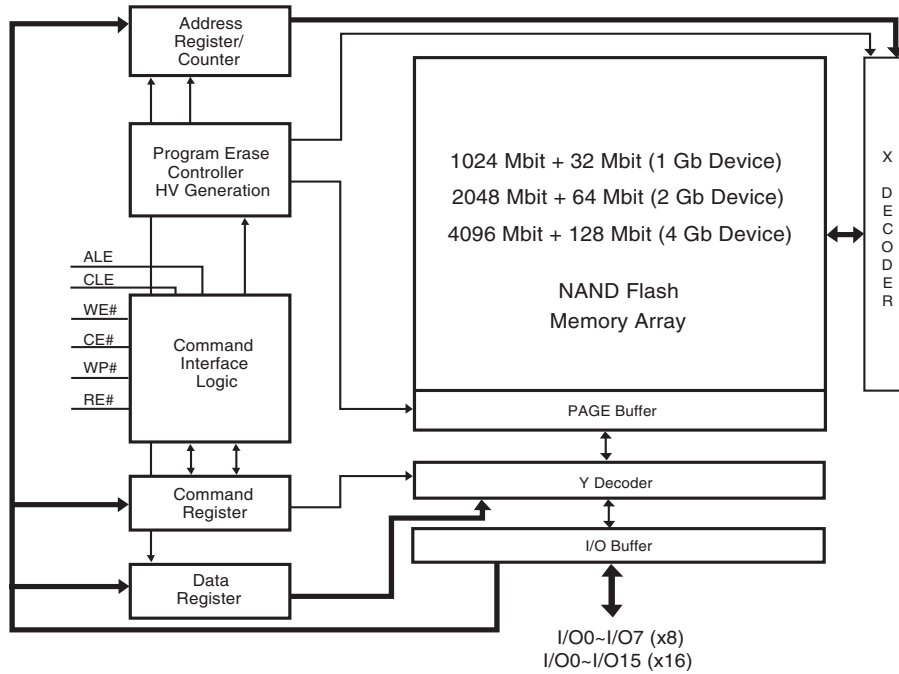 Address
Register/
Counter
Program Erase
Controller
HV Generation
ALE
CLE
WE#
CE#
WP#
RE#
Command
Interface
Logic
Command
Register
Data
Register
1024 Mbit + 32 Mbit (1 Gb Device)
2048 Mbit + 64 Mbit (2 Gb Device)
4096 Mbit + 128 Mbit (4 Gb Device)
NAND Flash
Memory Array
PAGE Buffer
Y Decoder
I/O Buffer
I/O0~I/O7 (x8)
I/O0~I/O15 (x16)
X
D
E
C
O
D
E
R